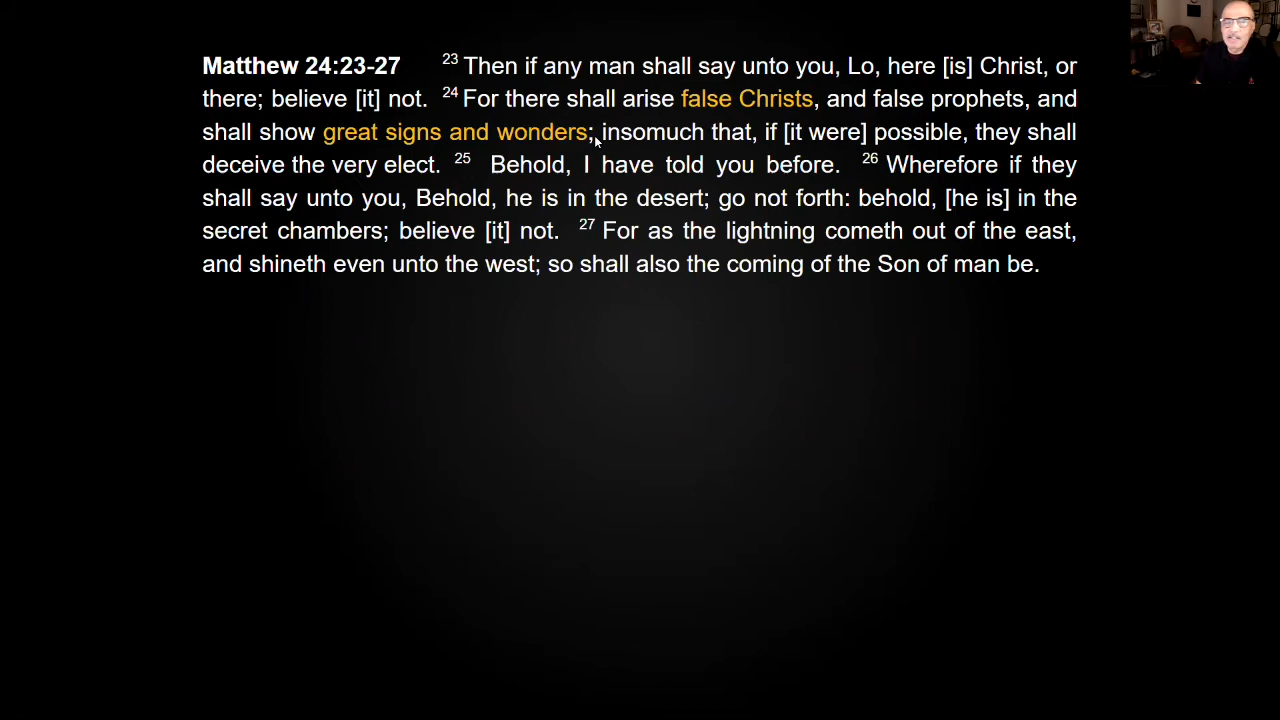 Matthew 24:23-27 23 Then if any man shall say unto you, Lo, here [is] Christ, or
there; believe [it] not. 24 For there shall arise false Christs, and false prophets, and
shall show great signs and wonders; insomuch that, if [it were] possible, they shall
deceive the very elect. 25 Behold, I have told you before. 26 Wherefore if they
shall say unto you, Behold, he is in the desert; go not forth: behold, [he is] in the
secret chambers; believe [it] not. 27 For as the lightning cometh out of the east,
and shineth even unto the west; so shall also the coming of the Son of man be.